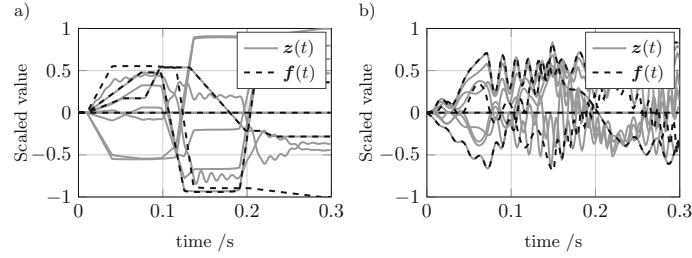 a)
Scaled value
1
0.5
0
−0.5
−1
0
0.1
0.2
0.3
time /s
z(t)
f(t)
b)
Scaled value
1
0.5
0
−0.5
−1
0
0.1
0.2
0.3
time /s
z(t)
f(t)